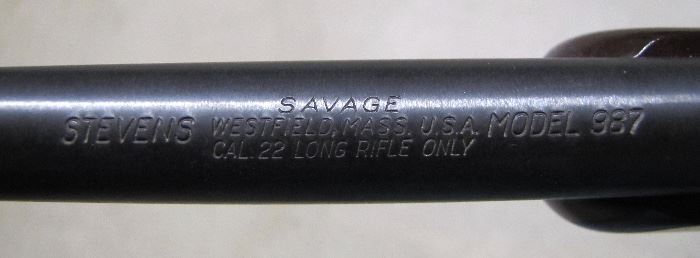 SAVAGE
STEVENS WESTFIELD, MASS. U.S.A. MODEL 987
CAL. 22 LONG RIFLE ONLY